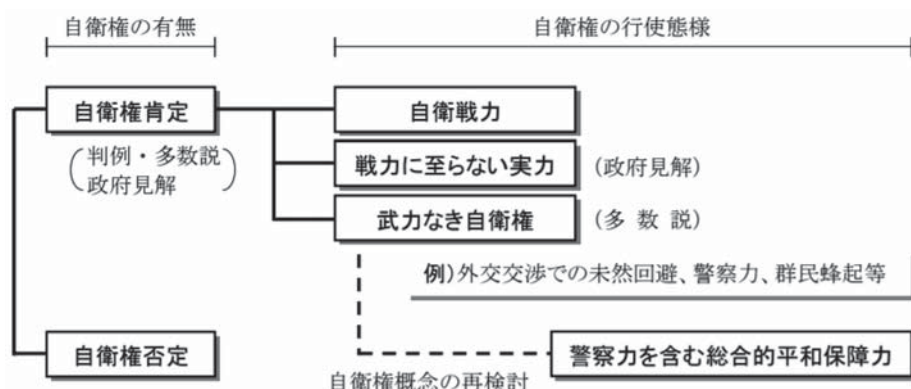 自衛権の有無
自衛権の行使態様
自衛権肯定
自衛戦力
判例・多数説
政府見解
戦力に至らない実力
(政府見解)
武力なき自衛権
(多数説)
例)外交交渉での未然回避、警察力、群民蜂起等
自衛権否定
警察力を含む総合的平和保障力
自衛権概念の再検討